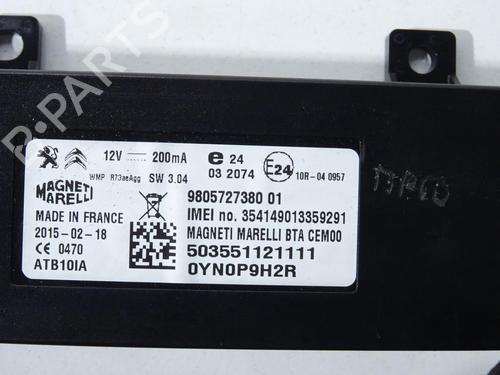 12V 200mA e 24 E24
03 2074 10R-04 0957
WMP R73aeAgg SW 3.04
MAGNETI
MARELLI
9805727380 01
IMEI no. 354149013359291
MADE IN FRANCE
2015-02-18
MAGNETI MARELLI BTA CEM00
CE 0470
503551121111
ATB10IA
0YN0P9H2R
B-PARTS